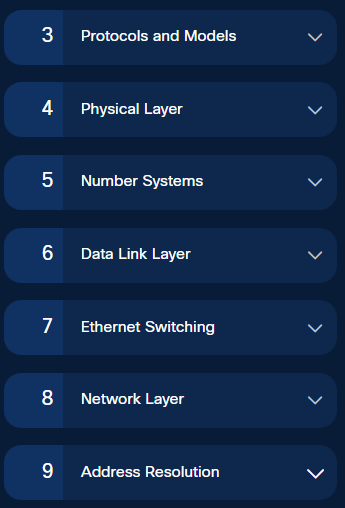 3 Protocols and Models
4 Physical Layer
5 Number Systems
6 Data Link Layer
7 Ethernet Switching
8 Network Layer
9 Address Resolution